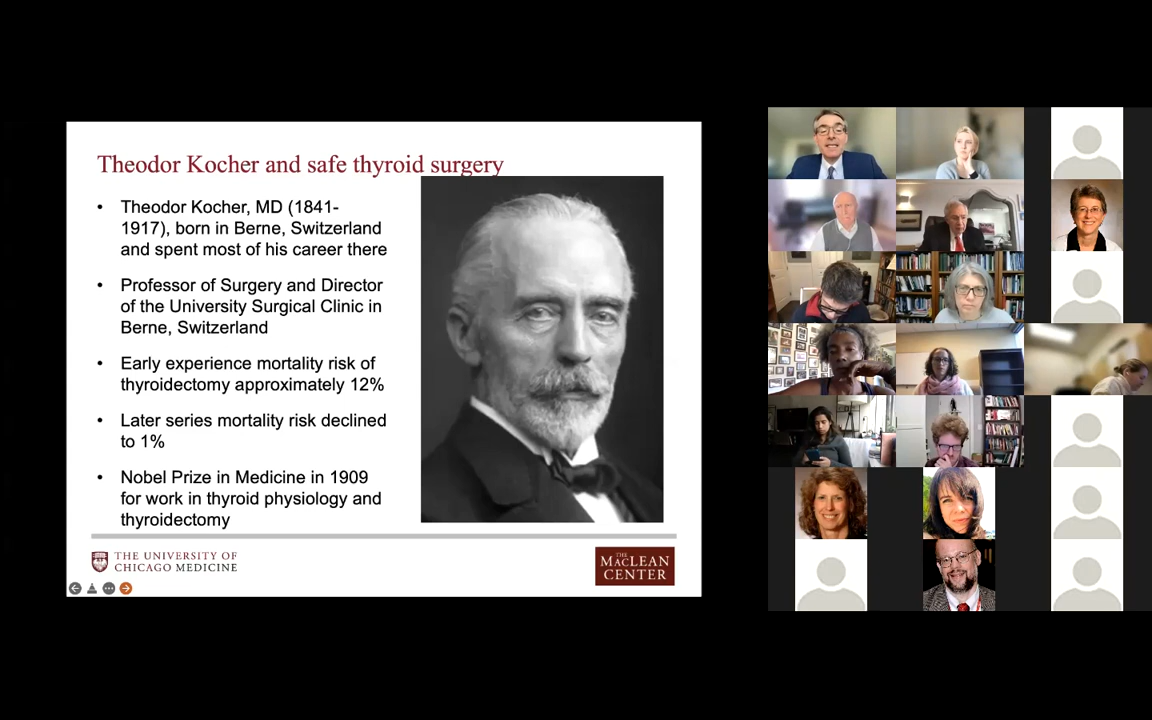 Theodor Kocher and safe thyroid surgery
• Theodor Kocher, MD (1841-
1917), born in Berne, Switzerland
and spent most of his career there
• Professor of Surgery and Director
of the University Surgical Clinic in
Berne, Switzerland
• Early experience mortality risk of
thyroidectomy approximately 12%
• Later series mortality risk declined
to 1%
• Nobel Prize in Medicine in 1909
for work in thyroid physiology and
thyroidectomy
THE UNIVERSITY OF
CHICAGO MEDICINE
THE
MACLEAN
CENTER